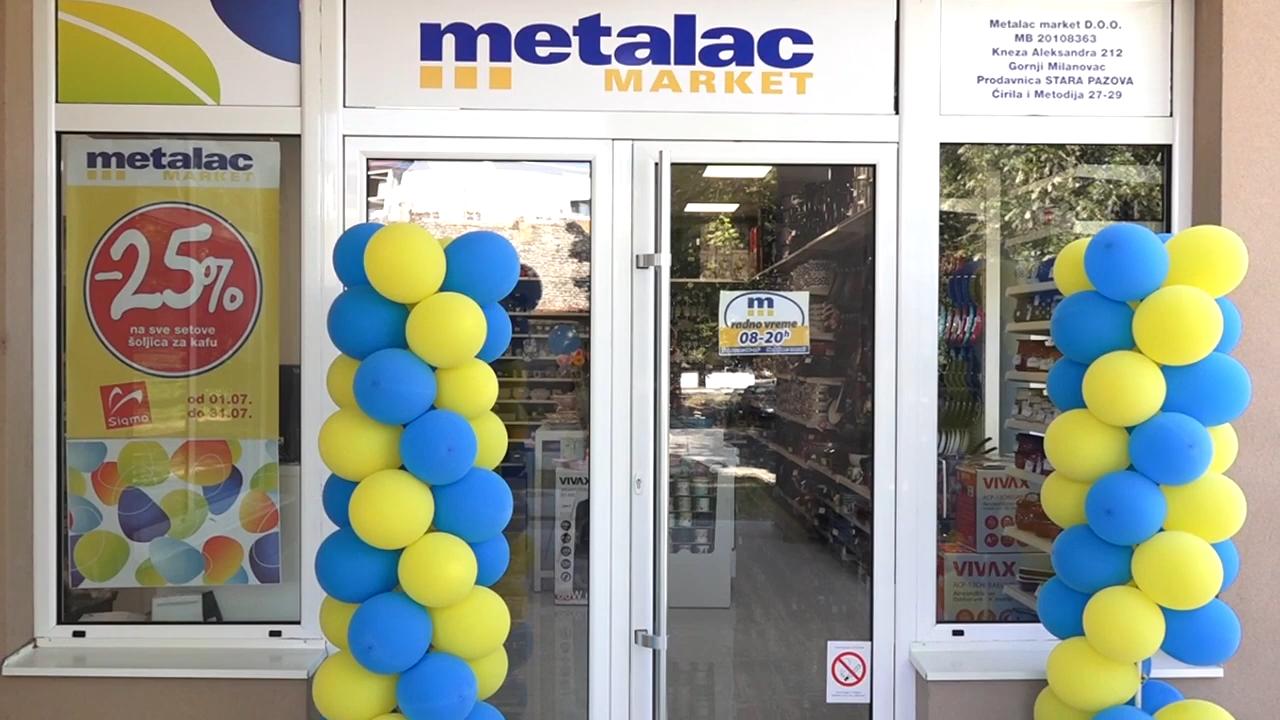 metalac
MARKET
Metalac market D.O.O.
MB 20108363
Kneza Aleksandra 212
Gornji Milanovac
Prodavnica STARA PAZOVA
Ćirila i Metodija 27-29
metalac
MARKET
-25%
na sve setove
šoljica za kafu
Sigma
od 01.07.
do 31.07.
m
radno vreme
08-20h
VIVAX
VIVAX
VIVAX